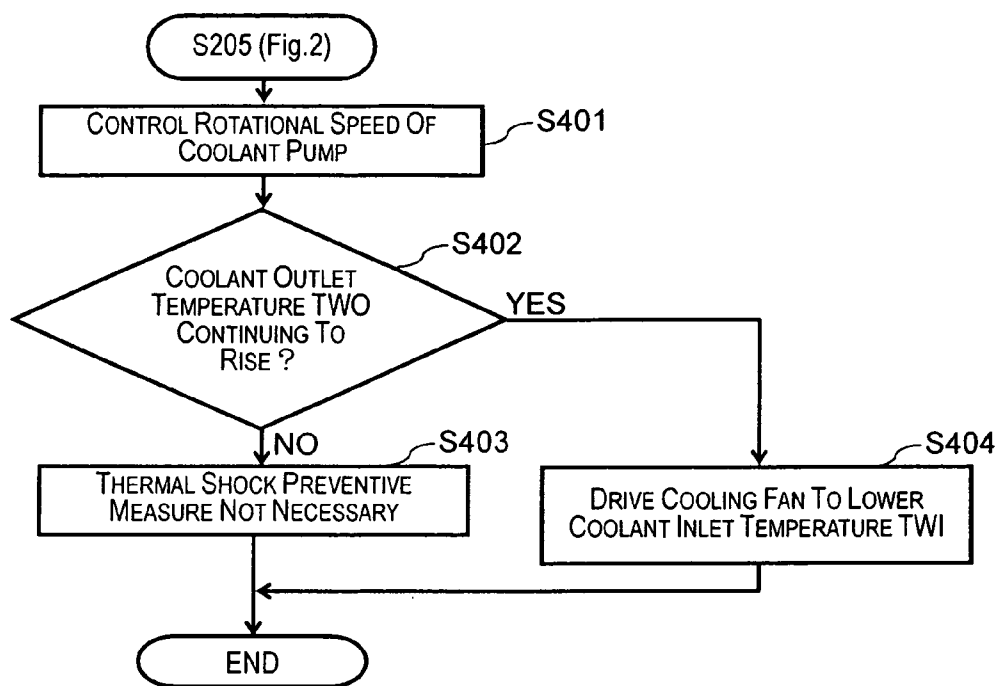 S205 (Fig.2)
CONTROL ROTATIONAL SPEED OF
COOLANT PUMP
S401
S402
COOLANT OUTLET
TEMPERATURE TWO
CONTINUING TO
RISE ?
YES
NO
S403
THERMAL SHOCK PREVENTIVE
MEASURE NOT NECESSARY
S404
DRIVE COOLING FAN TO LOWER
COOLANT INLET TEMPERATURE TWI
END